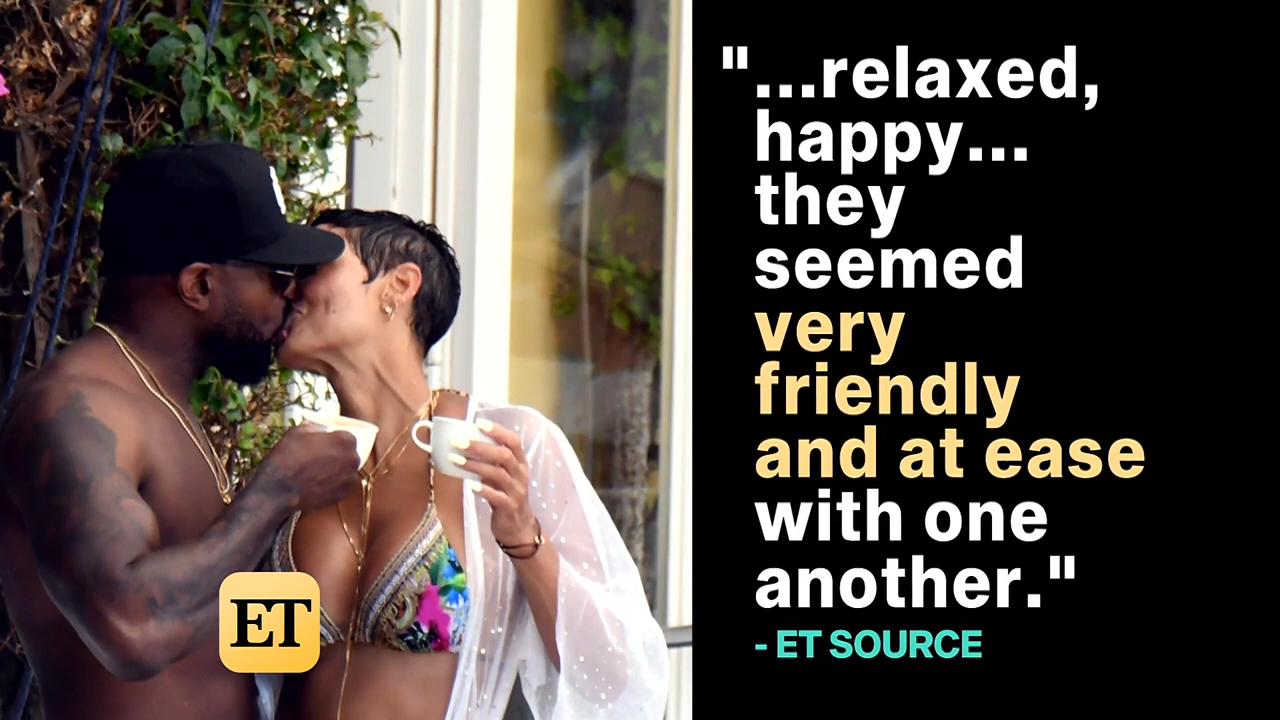 "...relaxed,
happy...
they
seemed
very
friendly
and at ease
with one
another."
- ET SOURCE
ET